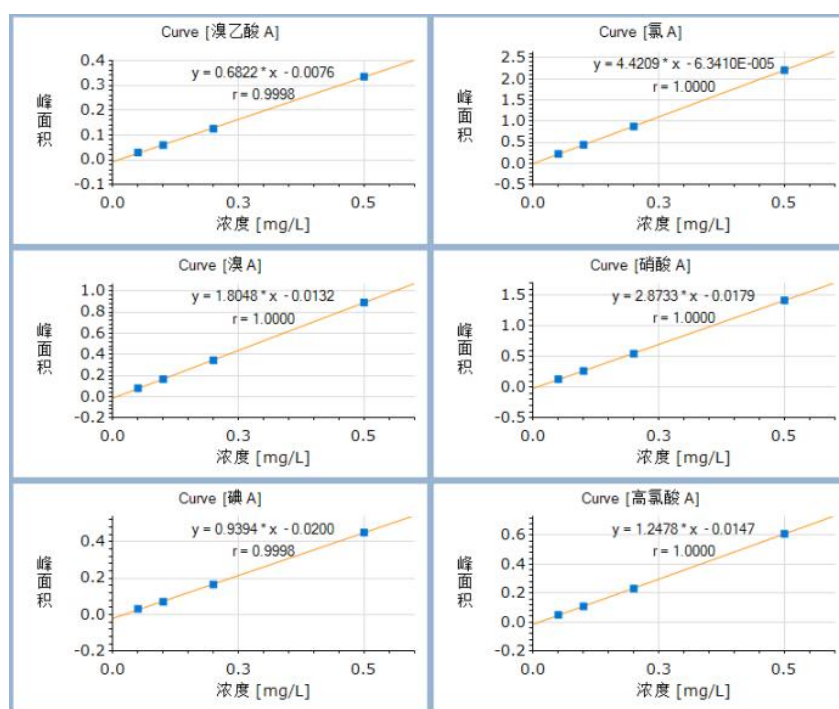 Curve [溴乙酸 A]
y = 0.6822 * x - 0.0076
r = 0.9998
0.4
0.3
0.2
0.1
0.0
-0.1
峰面积
0.0 0.3 0.5
浓度 [mg/L]
Curve [氯 A]
y = 4.4209 * x - 6.3410E-005
r = 1.0000
2.5
2.0
1.5
1.0
0.5
0.0
-0.5
峰面积
0.0 0.3 0.5
浓度 [mg/L]
Curve [溴 A]
y = 1.8048 * x - 0.0132
r = 1.0000
1.0
0.8
0.6
0.4
0.2
0.0
-0.2
峰面积
0.0 0.3 0.5
浓度 [mg/L]
Curve [硝酸 A]
y = 2.8733 * x - 0.0179
r = 1.0000
1.5
1.0
0.5
0.0
-0.5
峰面积
0.0 0.3 0.5
浓度 [mg/L]
Curve [碘 A]
y = 0.9394 * x - 0.0200
r = 0.9998
0.4
0.2
0.0
-0.2
峰面积
0.0 0.3 0.5
浓度 [mg/L]
Curve [高氯酸 A]
y = 1.2478 * x - 0.0147
r = 1.0000
0.6
0.4
0.2
0.0
-0.2
峰面积
0.0 0.3 0.5
浓度 [mg/L]